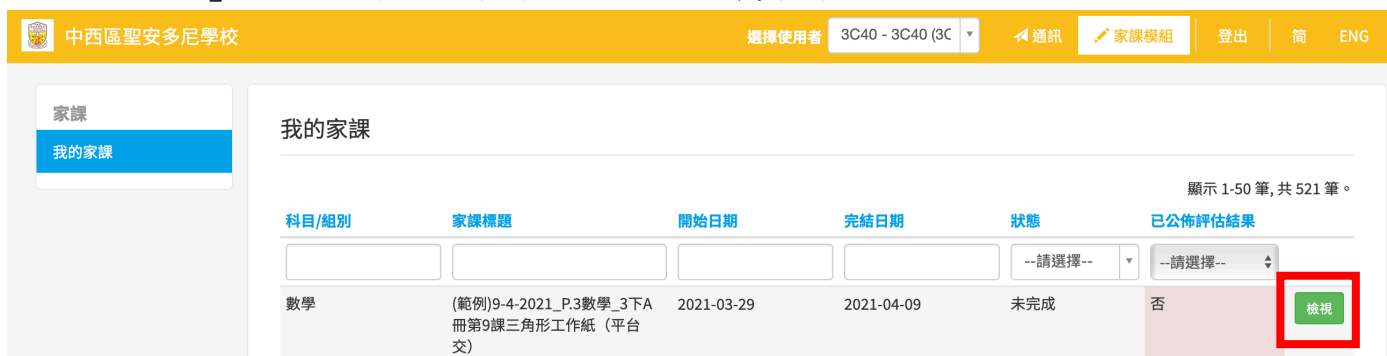 中西區聖安多尼學校 選擇使用者 3C40 - 3C40 (3C 通訊 家課模組 登出 简 ENG
家課
我的家課
我的家課
顯示 1-50 筆, 共 521 筆。
科目/組別 家課標題 開始日期 完結日期 狀態 已公佈評估結果
--請選擇-- --請選擇--
數學 (範例)9-4-2021_P.3數學_3下A 2021-03-29 2021-04-09 未完成 否 檢視
冊第9課三角形工作紙（平台
交）